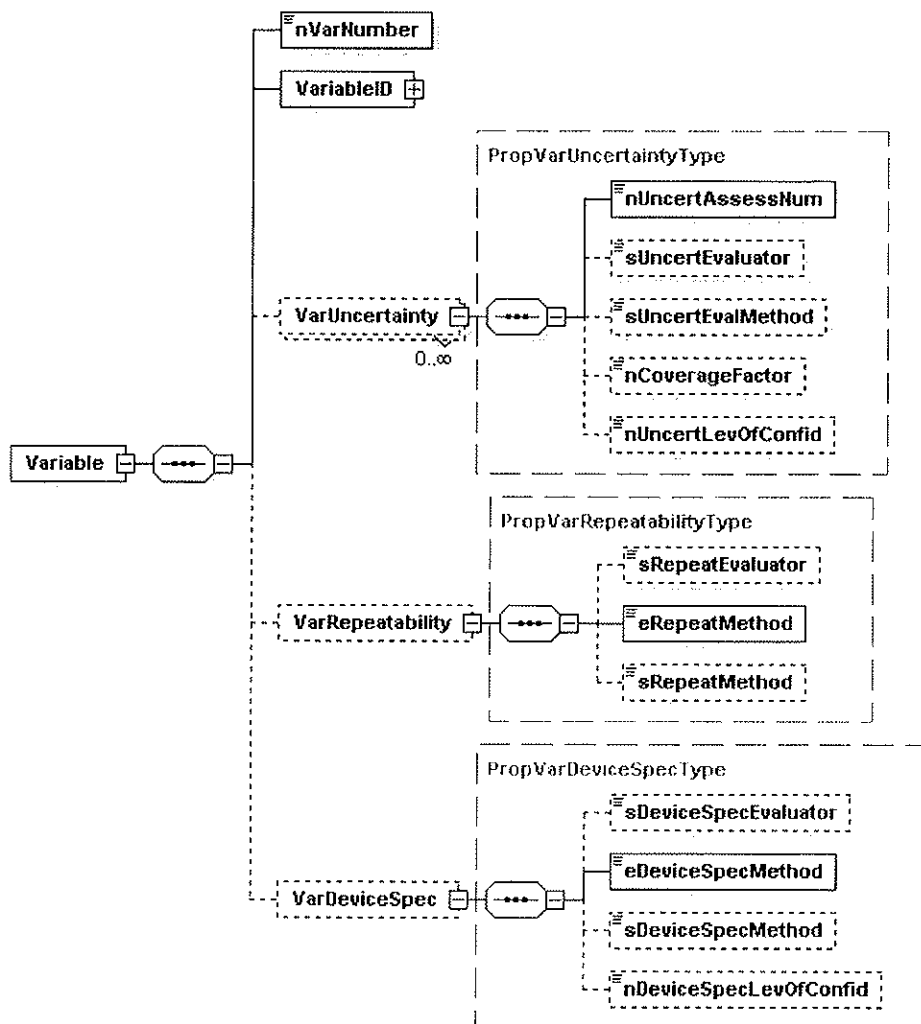 nVarNumber
VariableID
PropVarUncertaintyType
nUncertAssessNum
sUncertEvaluator
VarUncertainty
0..∞
sUncertEvalMethod
nCoverageFactor
nUncertLevOfConfid
Variable
PropVarRepeatabilityType
sRepeatEvaluator
VarRepeatability
eRepeatMethod
sRepeatMethod
PropVarDeviceSpecType
sDeviceSpecEvaluator
eDeviceSpecMethod
VarDeviceSpec
sDeviceSpecMethod
nDeviceSpecLevOfConfid